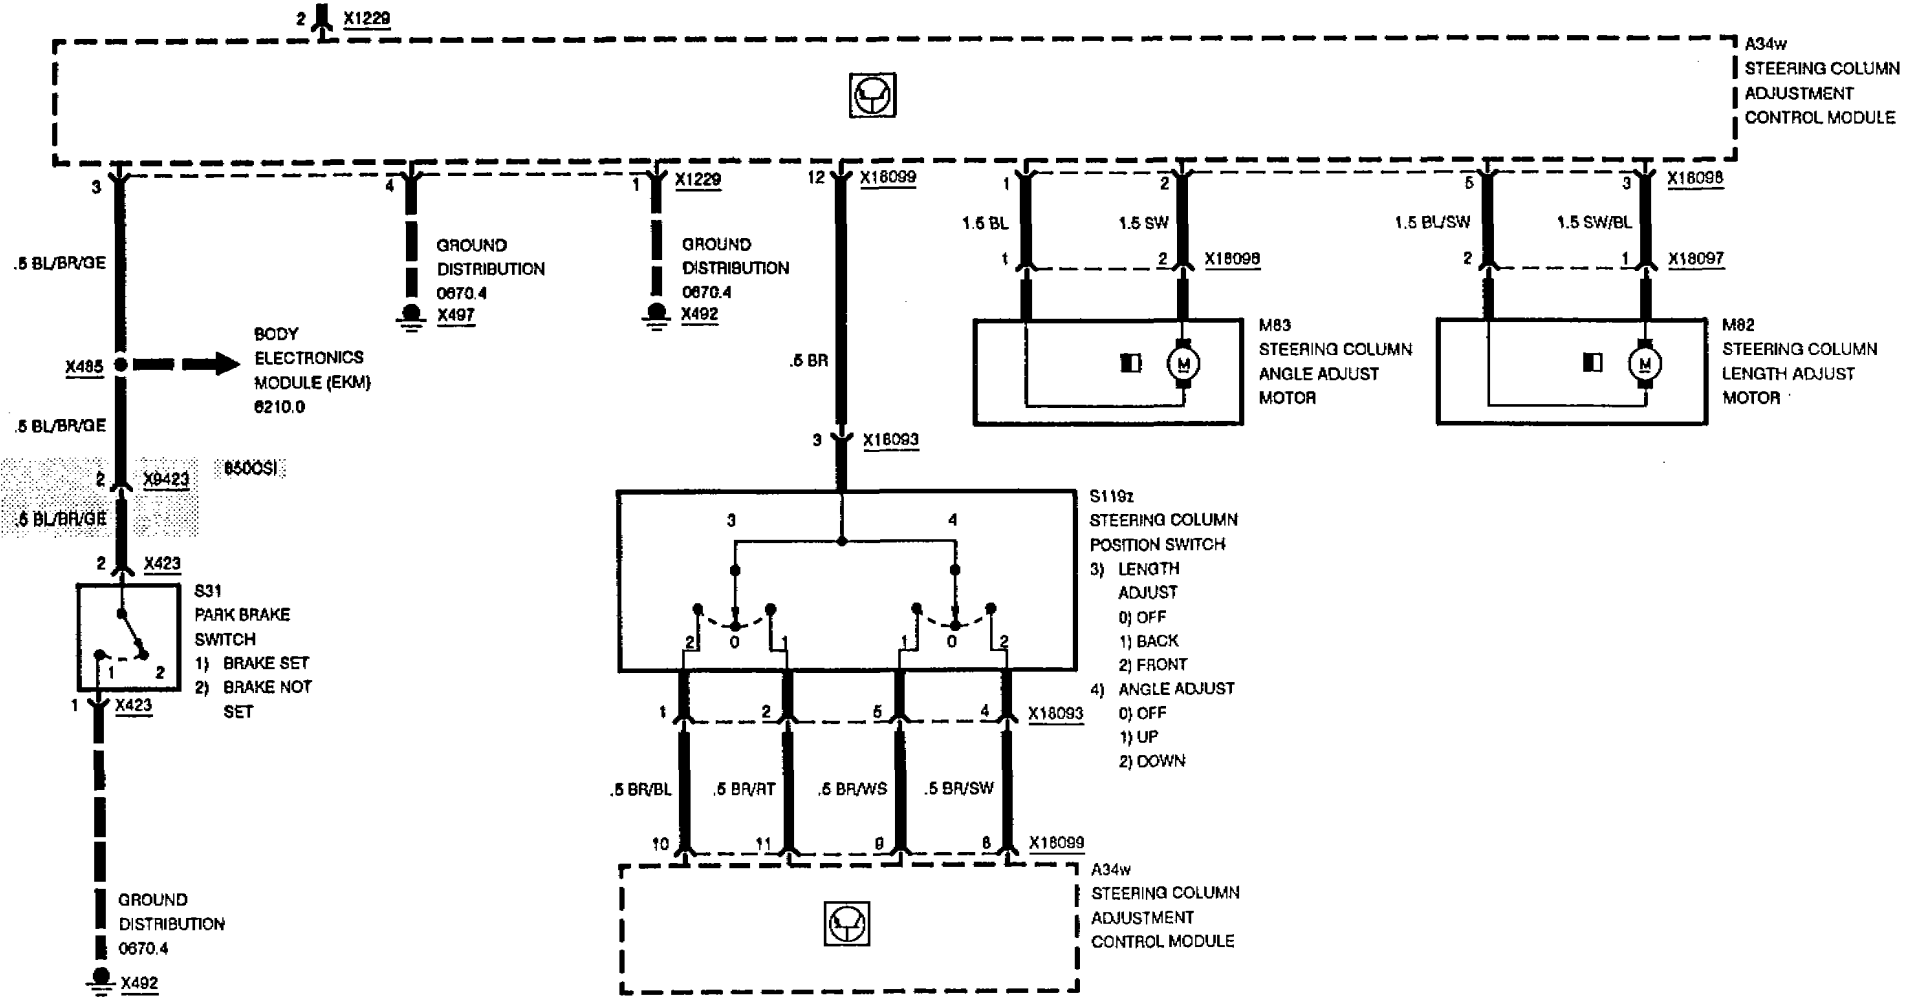 2 X1229
A34w
STEERING COLUMN
ADJUSTMENT
CONTROL MODULE
3 4 1 X1229 12 X18099 1 2 5 3 X18098
1.5 BL 1.5 SW 1.5 BL/SW 1.5 SW/BL
.5 BL/BR/GE
GROUND
DISTRIBUTION
0670.4
X497
GROUND
DISTRIBUTION
0670.4
X492
1 2 X18098 2 1 X18097
M
M83
STEERING COLUMN
ANGLE ADJUST
MOTOR
M
M82
STEERING COLUMN
LENGTH ADJUST
MOTOR
X485
BODY
ELECTRONICS
MODULE (EKM)
6210.0
.5 BR
.5 BL/BR/GE
3 X18093
2 X9423 850CSI
.5 BL/BR/GE
2 X423
S31
PARK BRAKE
SWITCH
1) BRAKE SET
2) BRAKE NOT
SET
1 2
1 X423
3 4
2 0 1 1 0 2
S119z
STEERING COLUMN
POSITION SWITCH
3) LENGTH
ADJUST
0) OFF
1) BACK
2) FRONT
4) ANGLE ADJUST
0) OFF
1) UP
2) DOWN
1 2 5 4 X18093
.5 BR/BL .5 BR/RT .5 BR/WS .5 BR/SW
10 11 9 8 X18099
A34w
STEERING COLUMN
ADJUSTMENT
CONTROL MODULE
GROUND
DISTRIBUTION
0670.4
X492